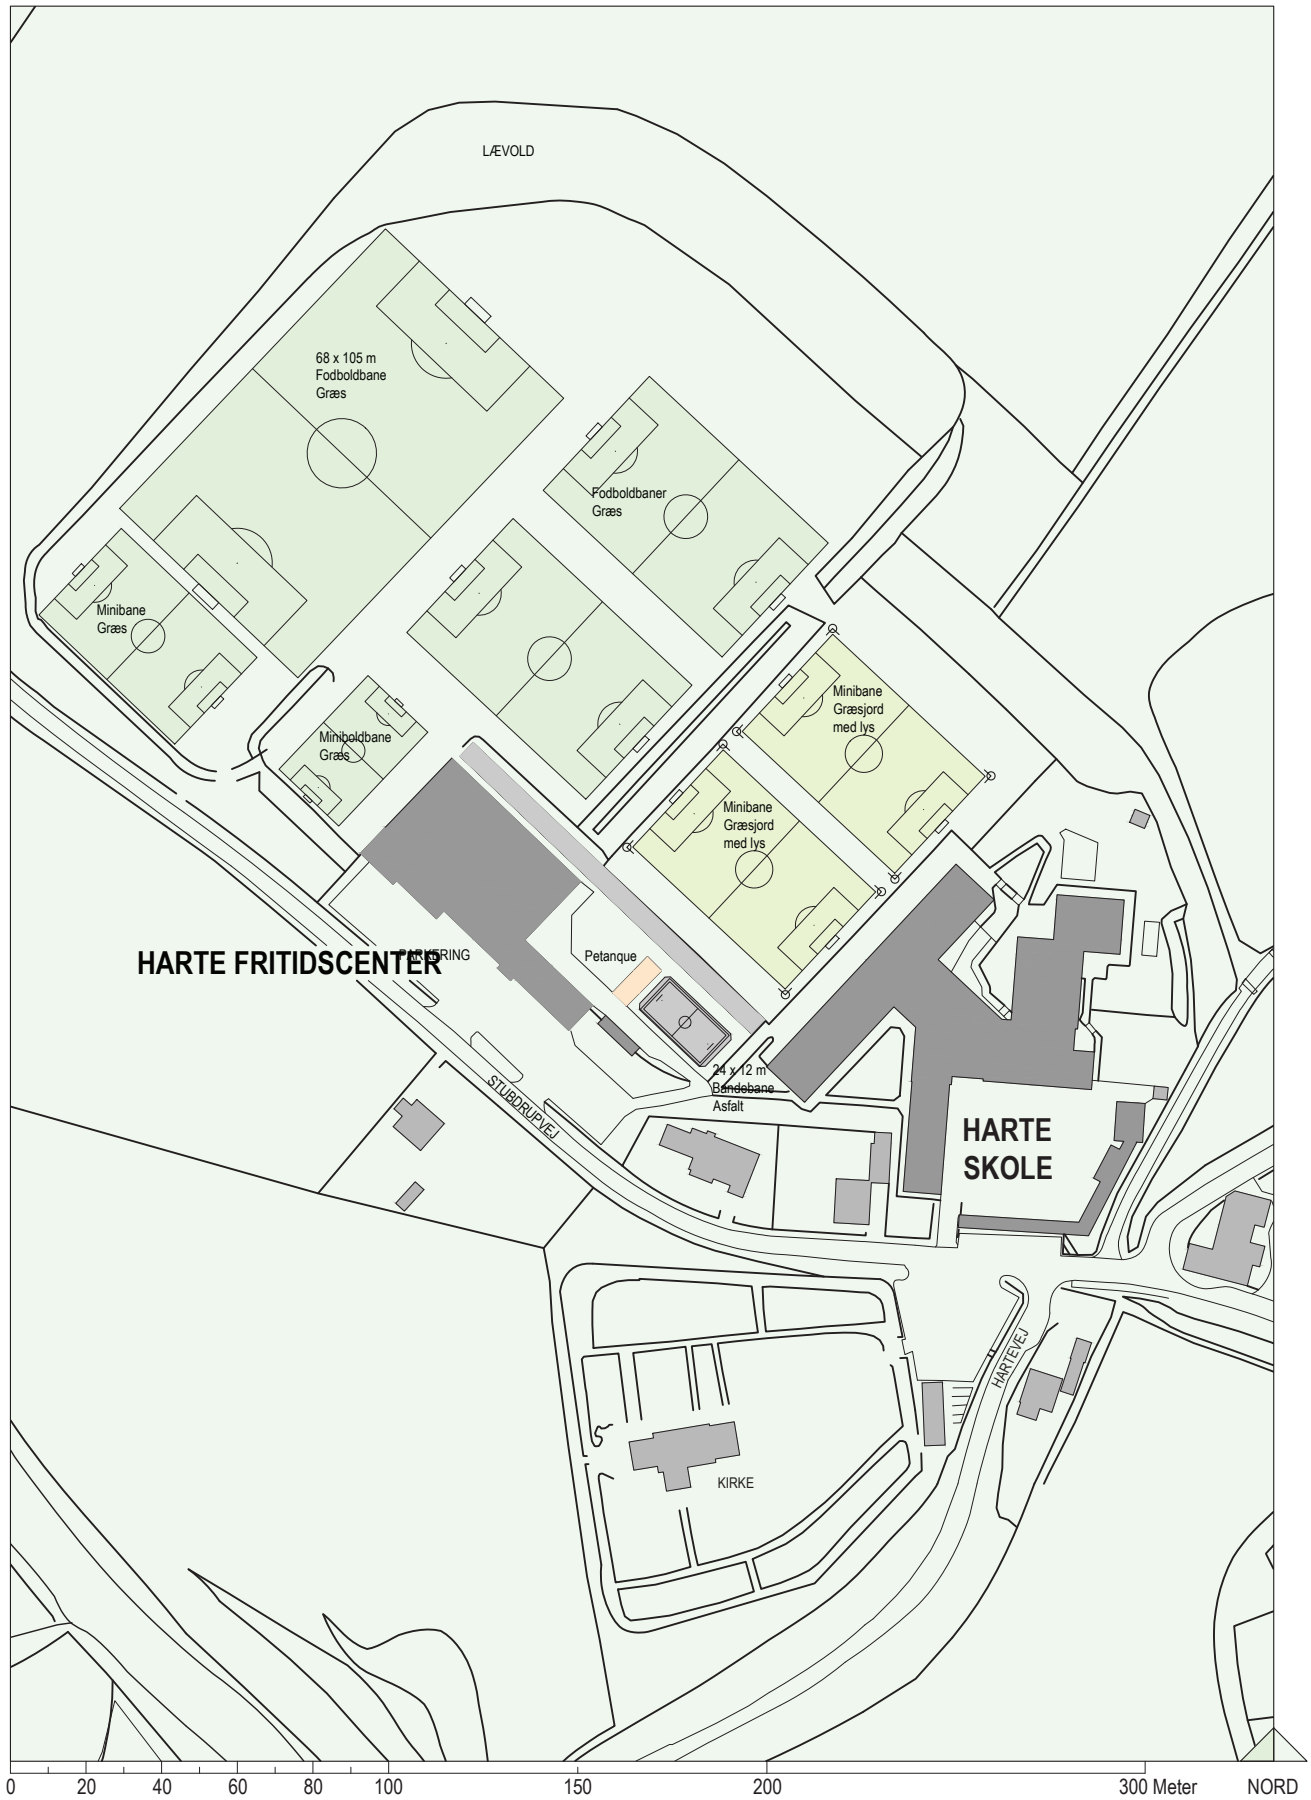 LÆVOLD
68 x 105 m
Fodboldbane
Græs
Fodboldbaner
Græs
Minibane
Græs
Minibane
Græsjord
med lys
Miniboldbane
Græs
Minibane
Græsjord
med lys
HARTE FRITIDSCENTER
PARKERING
Petanque
24 x 12 m
Bandebane
Asfalt
STUBDRUPVEJ
HARTE
SKOLE
HARTEVEJ
KIRKE
0 20 40 60 80 100 150 200 300 Meter NORD